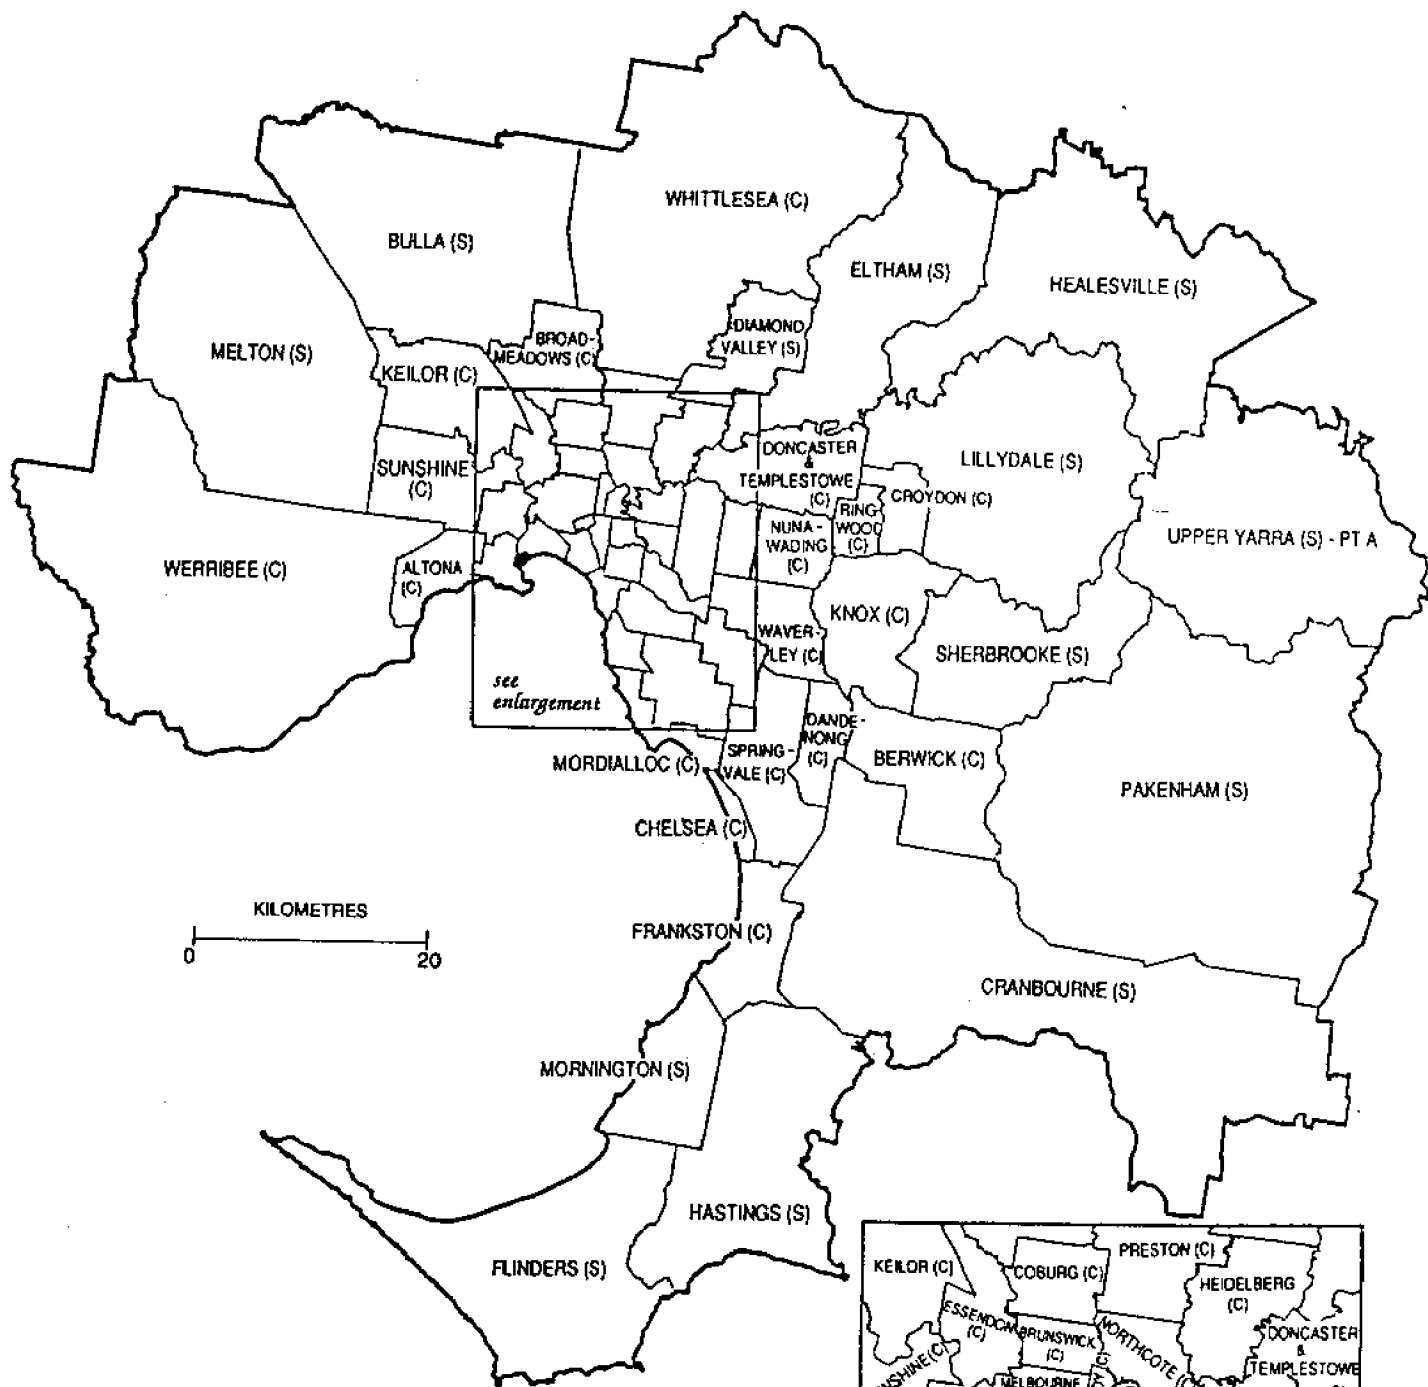 WHITTLESEA (C)
BULLA (S)
ELTHAM (S)
HEALESVILLE (S)
DIAMOND
VALLEY (S)
BROAD-
MEADOWS (C)
MELTON (S)
KEILOR (C)
DONCASTER
&
TEMPLESTOWE
(C)
LILLYDALE (S)
SUNSHINE
(C)
CROYDON (C)
RING-
WOOD
(C)
NUNA-
WADING
(C)
UPPER YARRA (S) - PT A
WERRIBEE (C)
ALTONA
(C)
KNOX (C)
WAVER-
LEY (C)
SHERBROOKE (S)
see
enlargement
DANDE-
NONG
(C)
SPRING-
VALE (C)
MORDIALLOC (C)
BERWICK (C)
PAKENHAM (S)
CHELSEA (C)
KILOMETRES
0 20
FRANKSTON (C)
CRANBOURNE (S)
MORNINGTON (S)
HASTINGS (S)
FLINDERS (S)
PRESTON (C)
KEILOR (C)
COBURG (C)
HEIDELBERG
(C)
ESSENDON
(C)
BRUNSWICK
(C)
NORTHCOTE (C)
DONCASTER
&
TEMPLESTOWE
NSHINE (C)
MELBOURNE